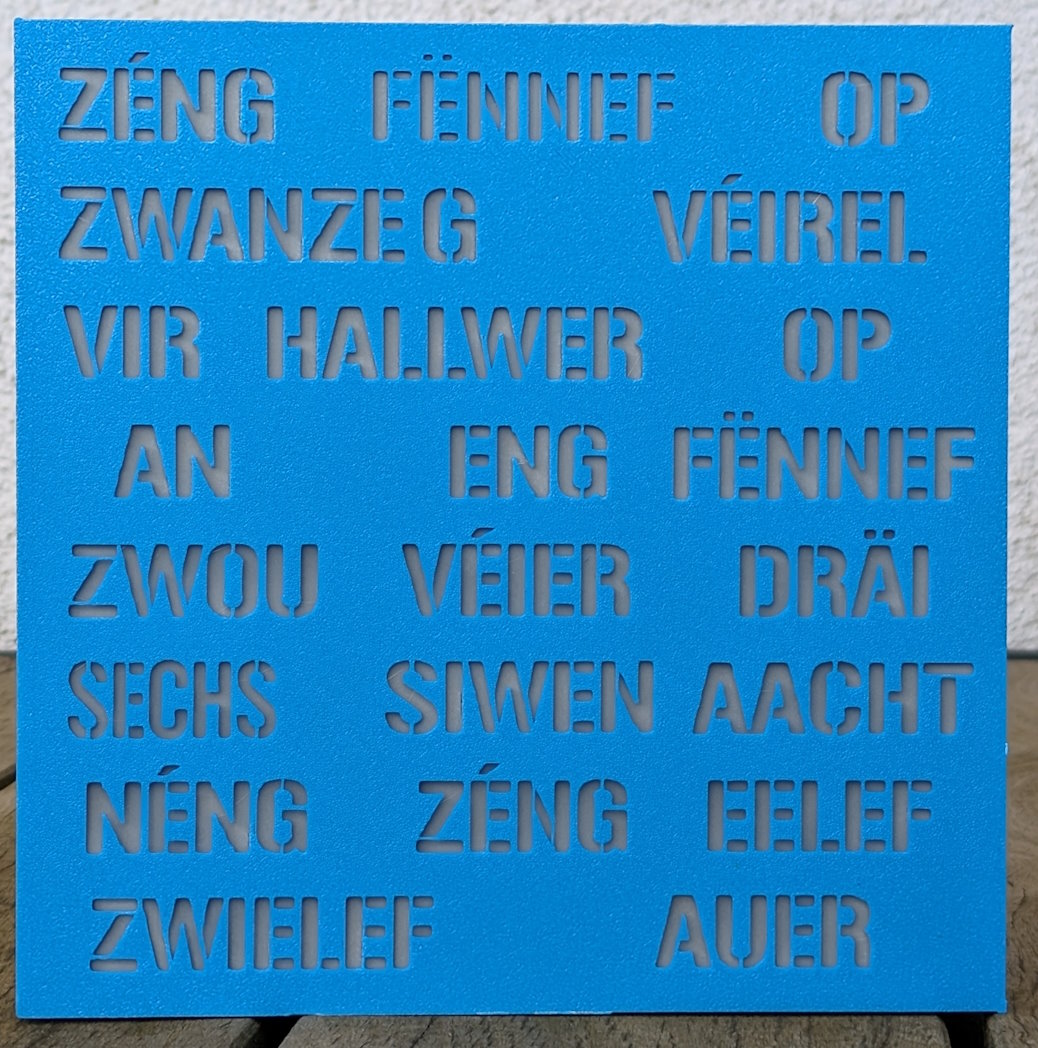 ZÉNG FËNNEF OP
ZWANZEG VÉIREL
VIR HALLWER OP
AN ENG FËNNEF
ZWOU VÉIER DRÄI
SECHS SIWEN AACHT
NÉNG ZÉNG EELEF
ZWIELEF AUER